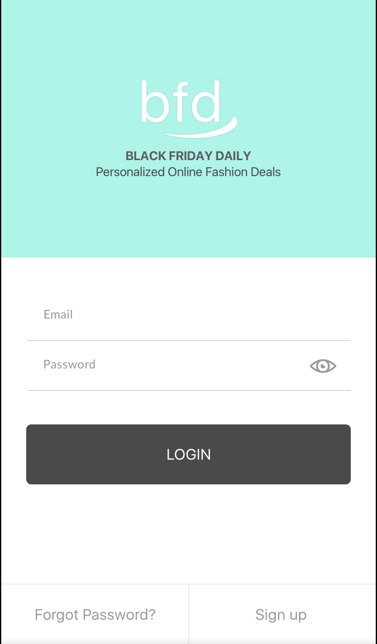 bfd
BLACK FRIDAY DAILY
Personalized Online Fashion Deals
Email
Password
LOGIN
Forgot Password?
Sign up